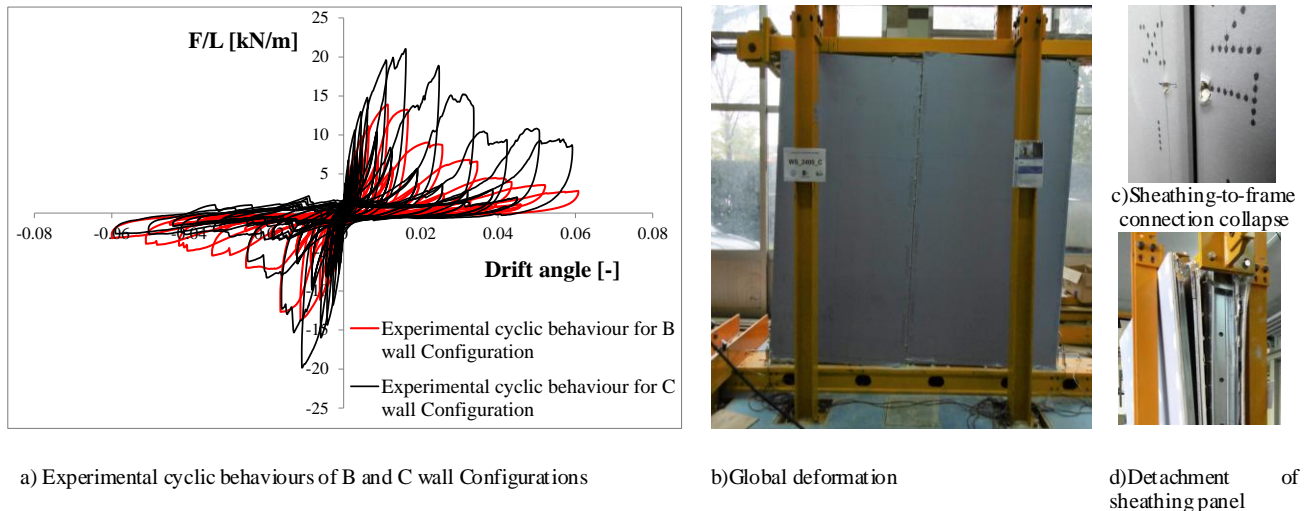 25
F/L [kN/m]
20
15
10
5
-0.08
-0.06
-0.04
0.02
0.04
0.06
0.08
Drift angle [-]
Experimental cyclic behaviour for B
wall Configuration
-20
Experimental cyclic behaviour for C
wall Configuration
-25
WS_2400_C
c)Sheathing-to-frame
connection collapse
a) Experimental cyclic behaviours of B and C wall Configurations
b)Global deformation
d)Detachment of
sheathing panel